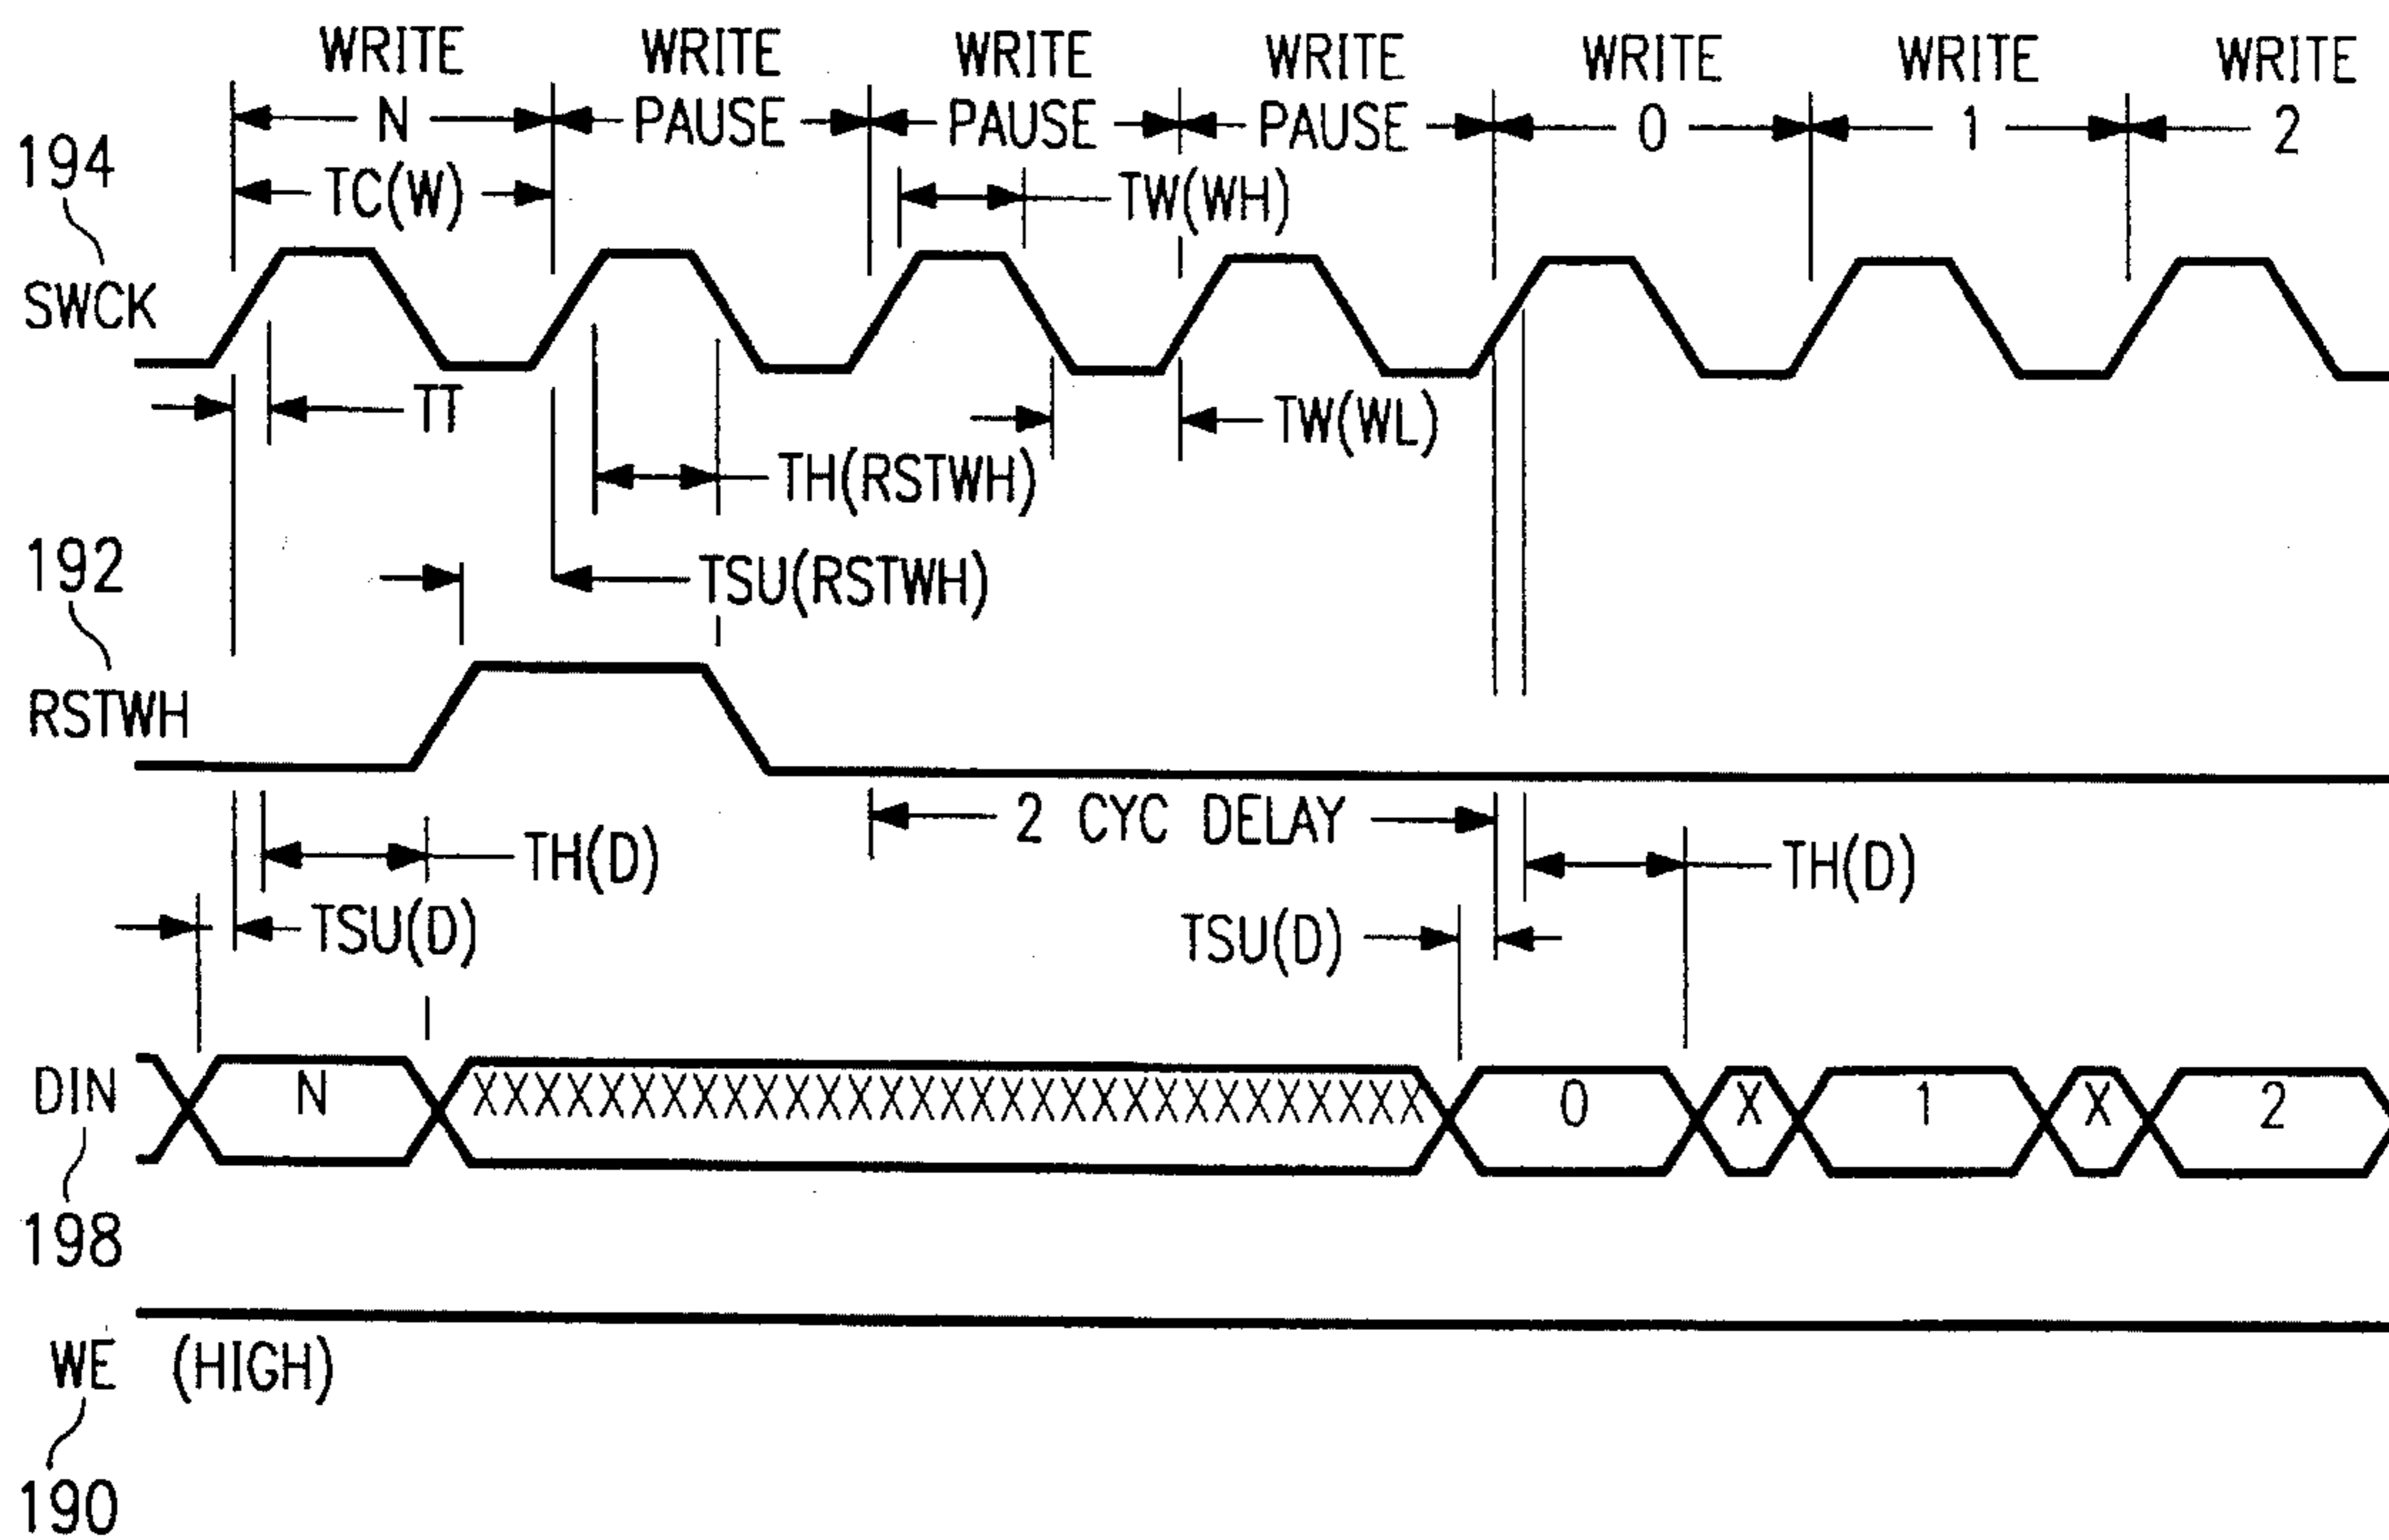 WRITE WRITE WRITE WRITE WRITE WRITE WRITE
N PAUSE PAUSE PAUSE 0 1 2
194 TC(W) TW(WH)
SWCK
TT TW(WL)
TH(RSTWH)
192 TSU(RSTWH)
RSTWH
2 CYC DELAY
TH(D) TH(D)
TSU(D) TSU(D)
DIN N XXXXXXXXXXXXXXXXXXXXXXXXXXXXXX 0 X 1 X 2
198
WE (HIGH)
190